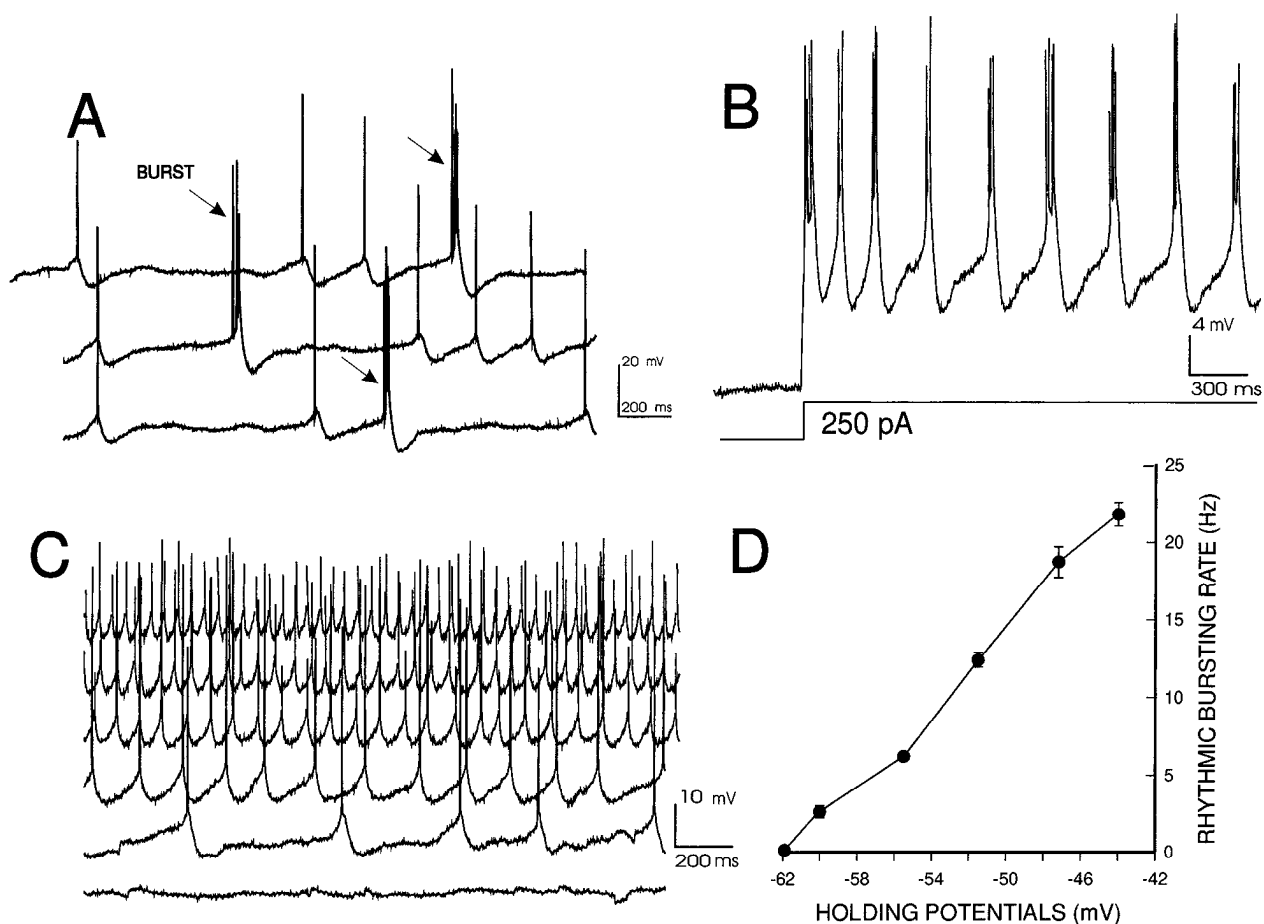 A
BURST
20 mV
200 ms
B
4 mV
300 ms
250 pA
C
10 mV
200 ms
D
25
20
15
10
5
0
RHYTHMIC BURSTING RATE (Hz)
-62
-58
-54
-50
-46
-42
HOLDING POTENTIALS (mV)